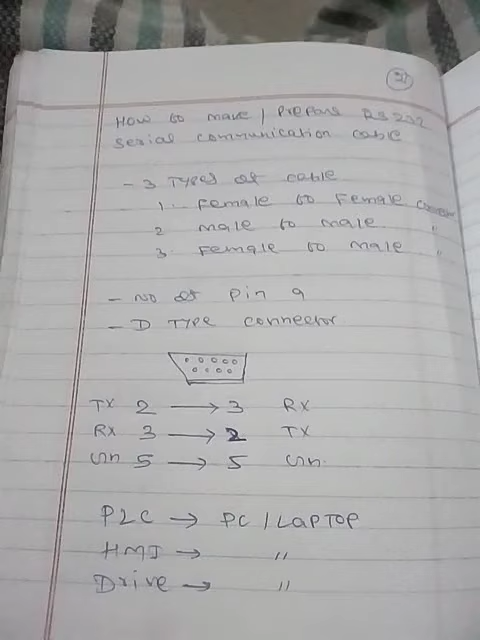 31
How to make / Prepare RS232
Serial communication cable
- 3 Types of cable
1. Female to Female Connector
2 male to male "
3. Female to male "
- No of Pin 9
- D Type connector
TX 2 → 3 RX
RX 3 → 2 TX
Gn 5 → 5 Gn.
PLC → PC / LAPTOP
HMI → "
Drive → "